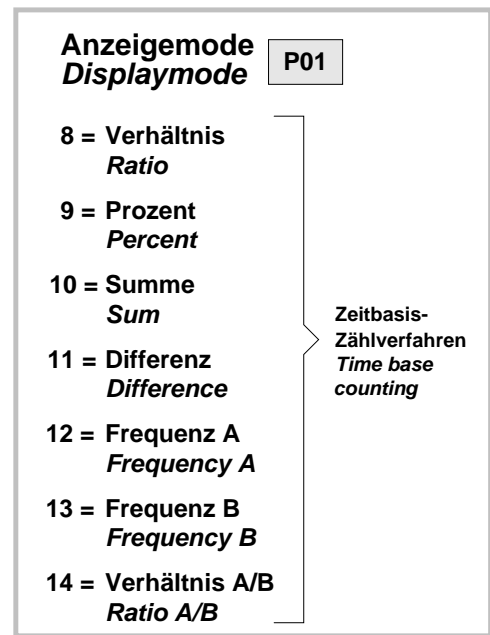 Anzeigemode
Displaymode
P01
8 = Verhältnis
Ratio
9 = Prozent
Percent
10 = Summe
Sum
11 = Differenz
Difference
12 = Frequenz A
Frequency A
13 = Frequenz B
Frequency B
14 = Verhältnis A/B
Ratio A/B
Zeitbasis-
Zählverfahren
Time base
counting